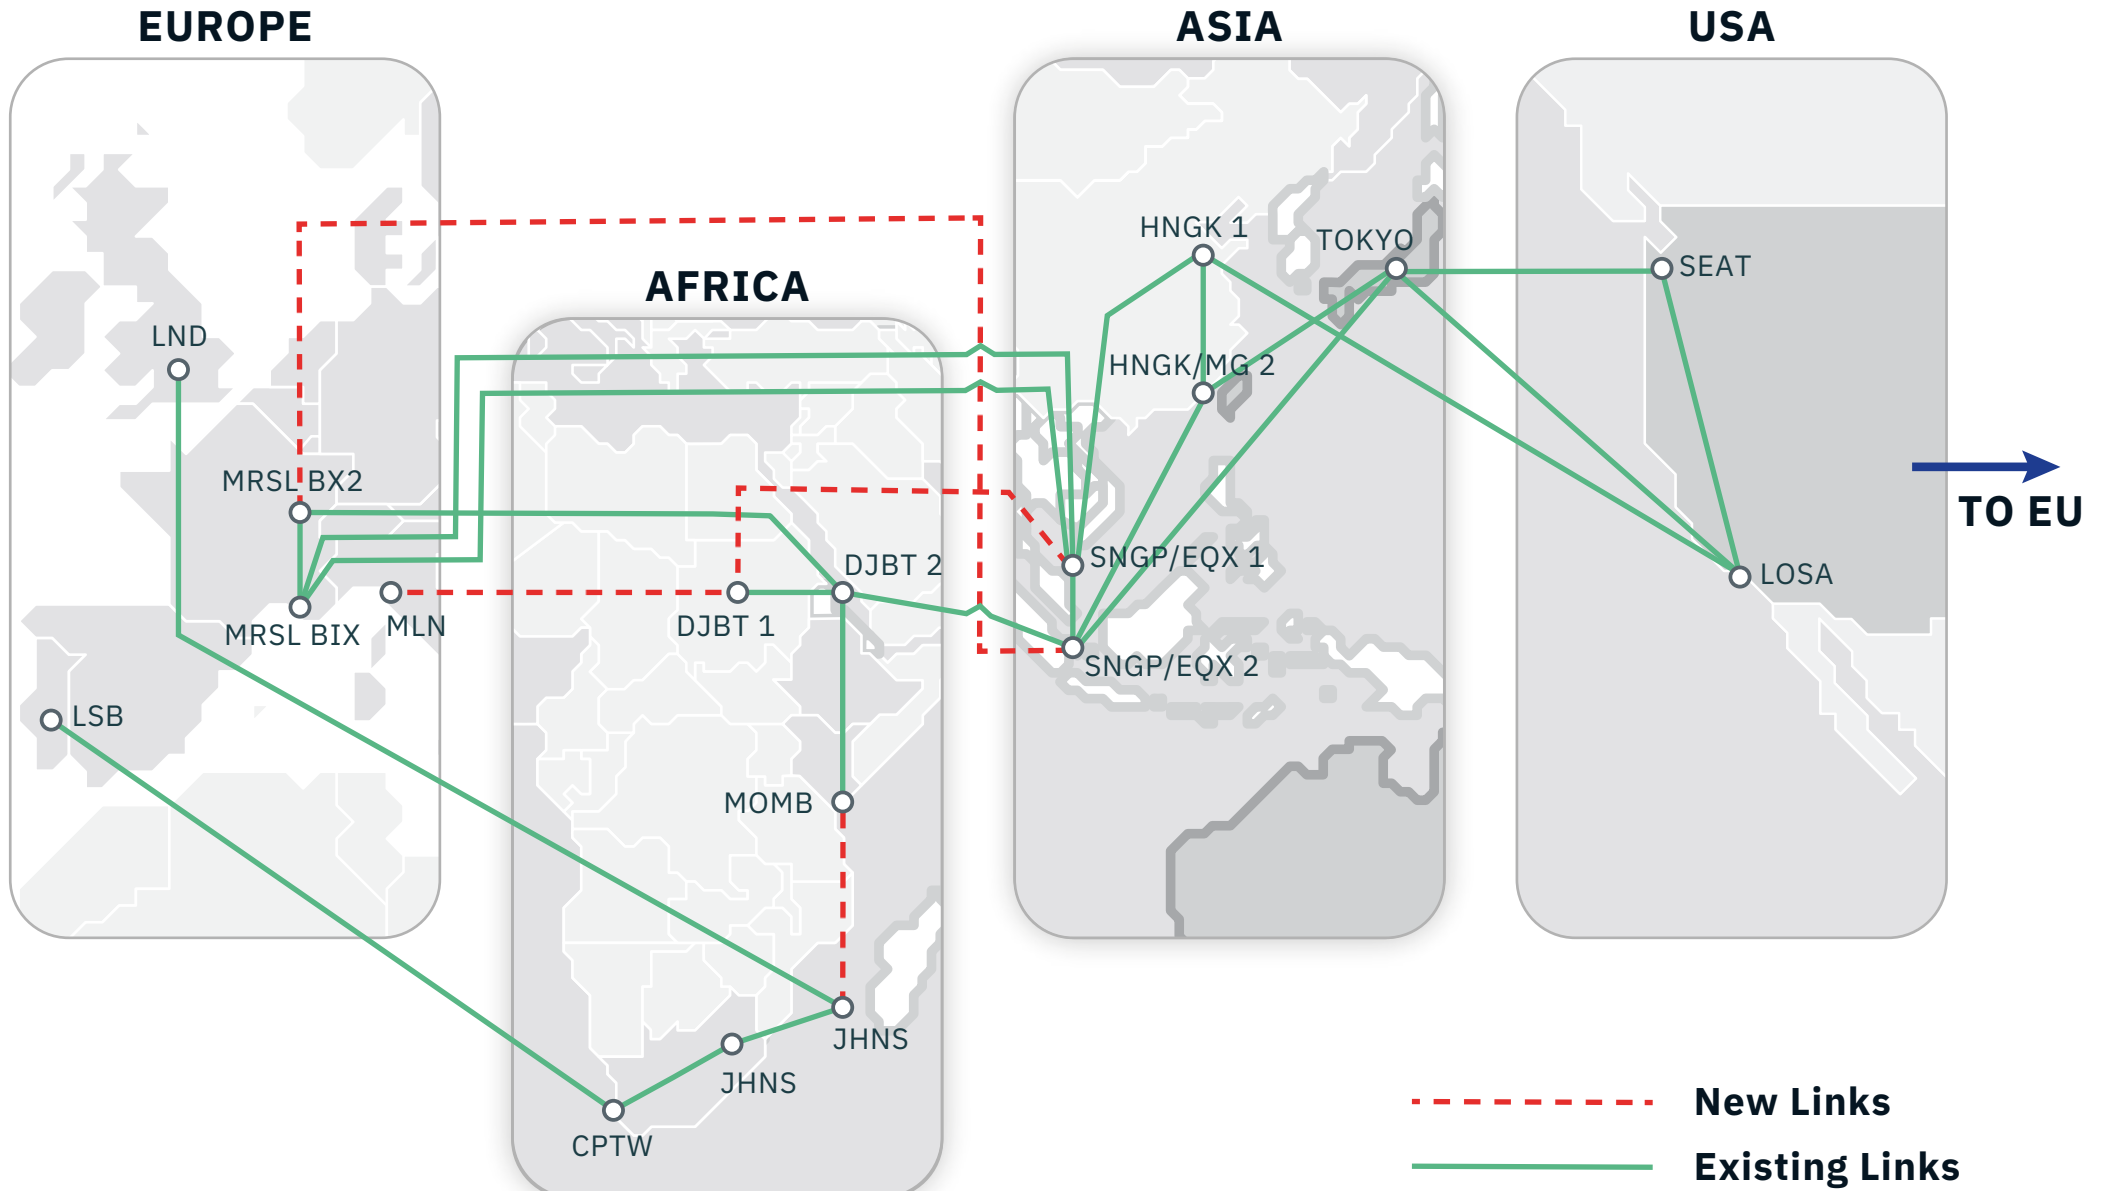 EUROPE
ASIA
USA
AFRICA
HNGK 1
TOKYO
SEAT
LND
HNGK/MG 2
MRSL BX2
TO EU
SNGP/EQX 1
DJBT 2
LOSA
MLN
DJBT 1
MRSL BIX
SNGP/EQX 2
LSB
MOMB
JHNS
JHNS
CPTW
New Links
Existing Links